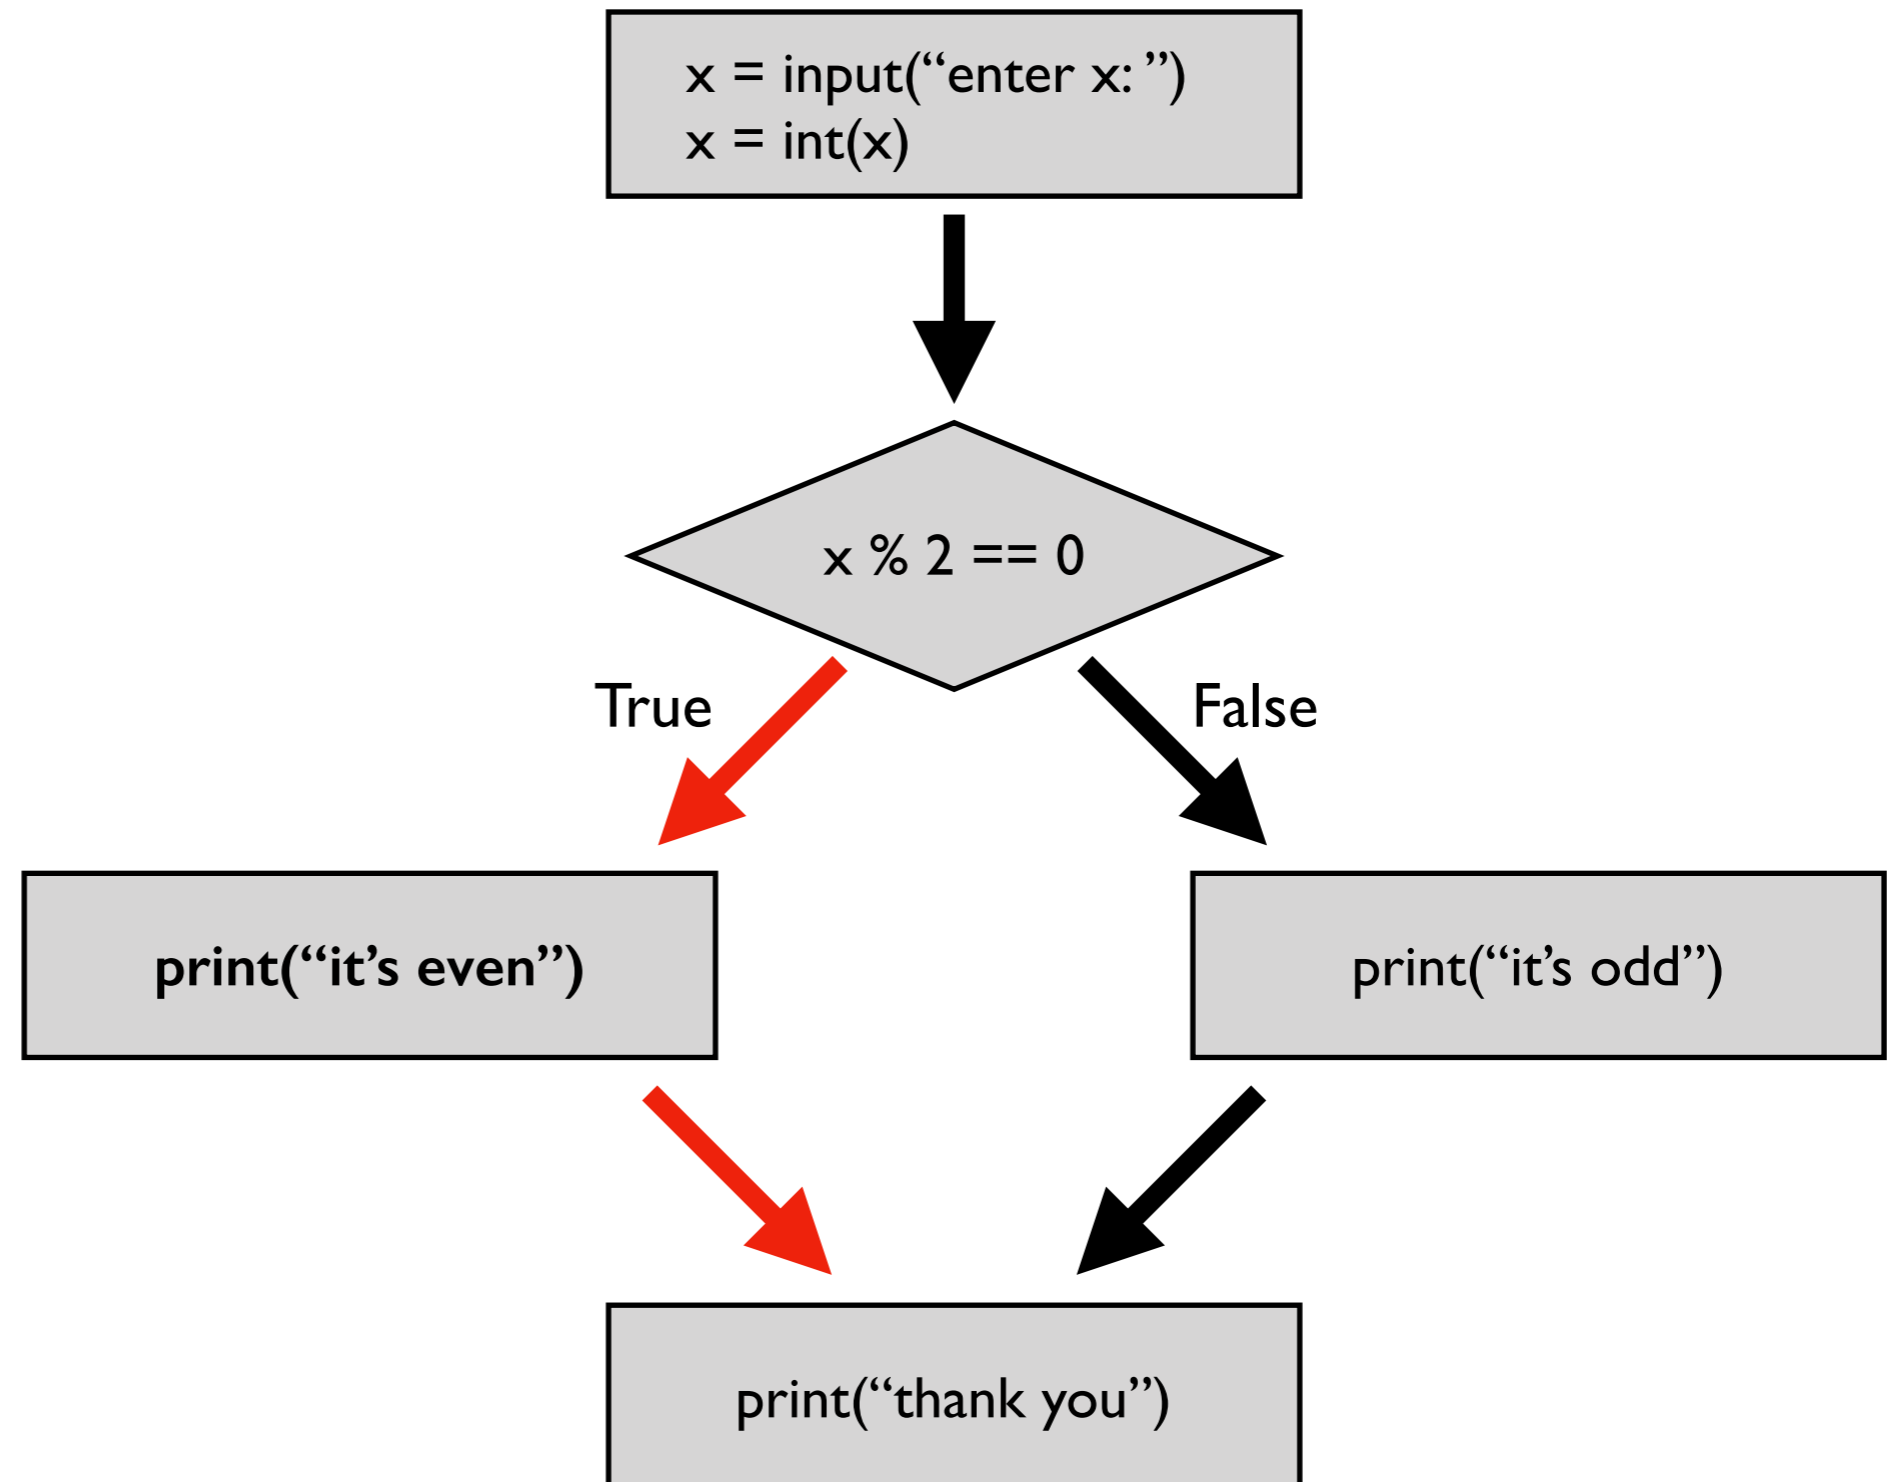 x = input(“enter x: ”)
x = int(x)
x % 2 == 0
True
False
print(“it’s even”)
print(“it’s odd”)
print(“thank you”)